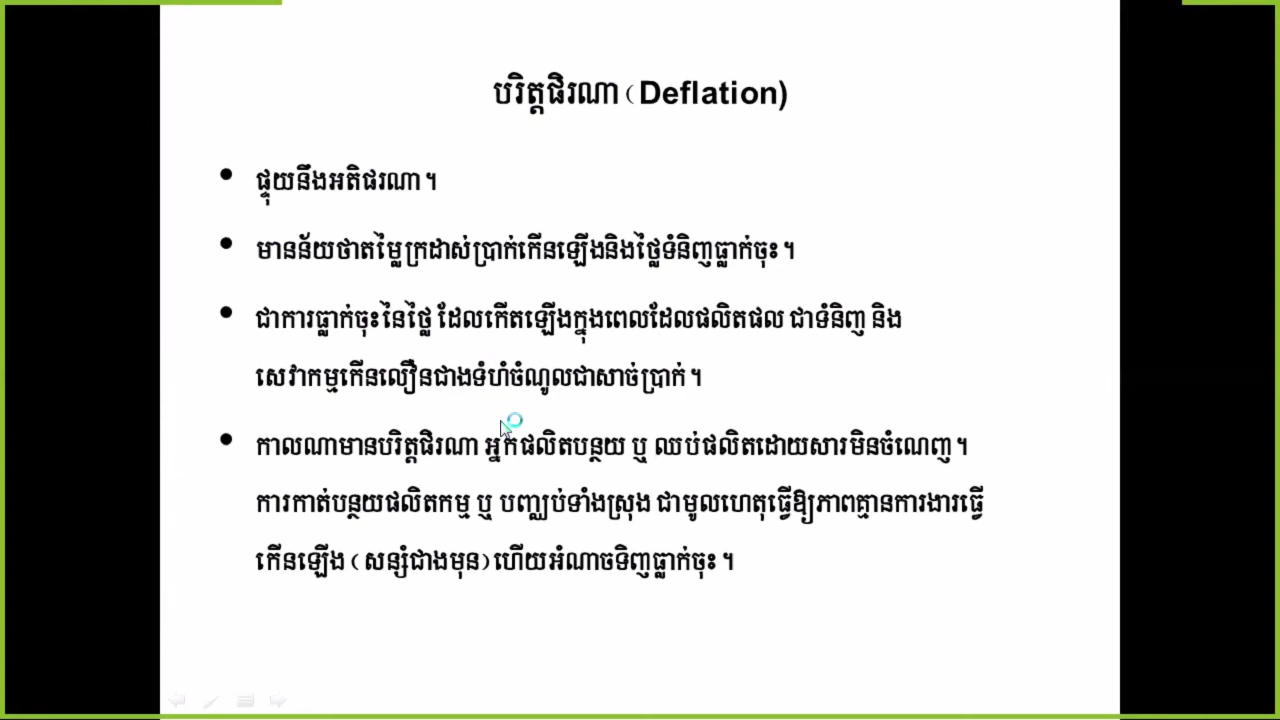 បរិត្តផិរណា (Deflation)
• ផ្ទុយនឹងអតិផរណា។
• មានន័យថាតម្លៃក្រដាស់ប្រាក់កើនឡើងនិងថ្លៃទំនិញធ្លាក់ចុះ។
• ជាការធ្លាក់ចុះនៃថ្លៃ ដែលកើតឡើងក្នុងពេលដែលផលិតផល ជាទំនិញ និង
សេវាកម្មកើនលឿនជាងទំហំចំណូលជាសាច់ប្រាក់។
• កាលណាមានបរិត្តផិរណា អ្នកផលិតបន្ថយ ឬ ឈប់ផលិតដោយសារមិនចំណេញ។
ការកាត់បន្ថយផលិតកម្ម ឬ បញ្ឈប់ទាំងស្រុង ជាមូលហេតុធ្វើឱ្យភាពគ្មានការងារធ្វើ
កើនឡើង (សន្សំជាងមុន)ហើយអំណាចទិញធ្លាក់ចុះ។